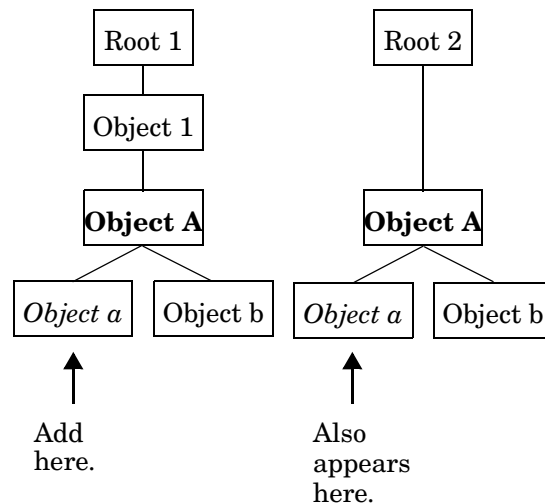 Root 1
Root 2
Object 1
Object A
Object A
Object a
Object b
Object a
Object b
Add
here.
Also
appears
here.